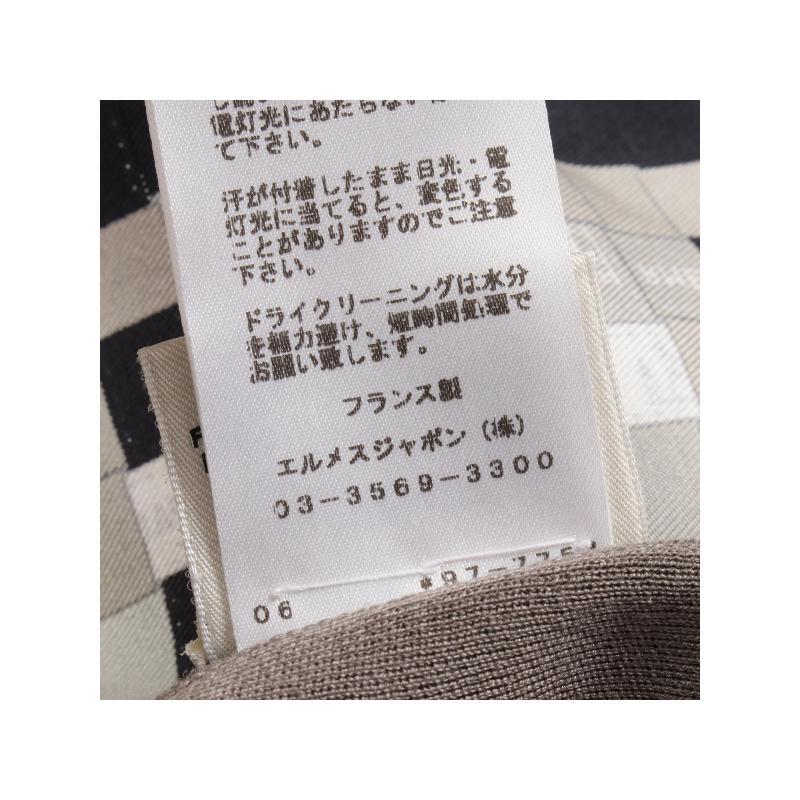 電灯光にあたらない
て下さい。
汗が付着したまま日光・電
灯光に当てると、変色する
ことがありますのでご注意
下さい。
ドライクリーニングは水分
を極力避け、短時間処理で
お願い致します。
フランス製
エルメスジャポン（株）
03-3569-3300
06